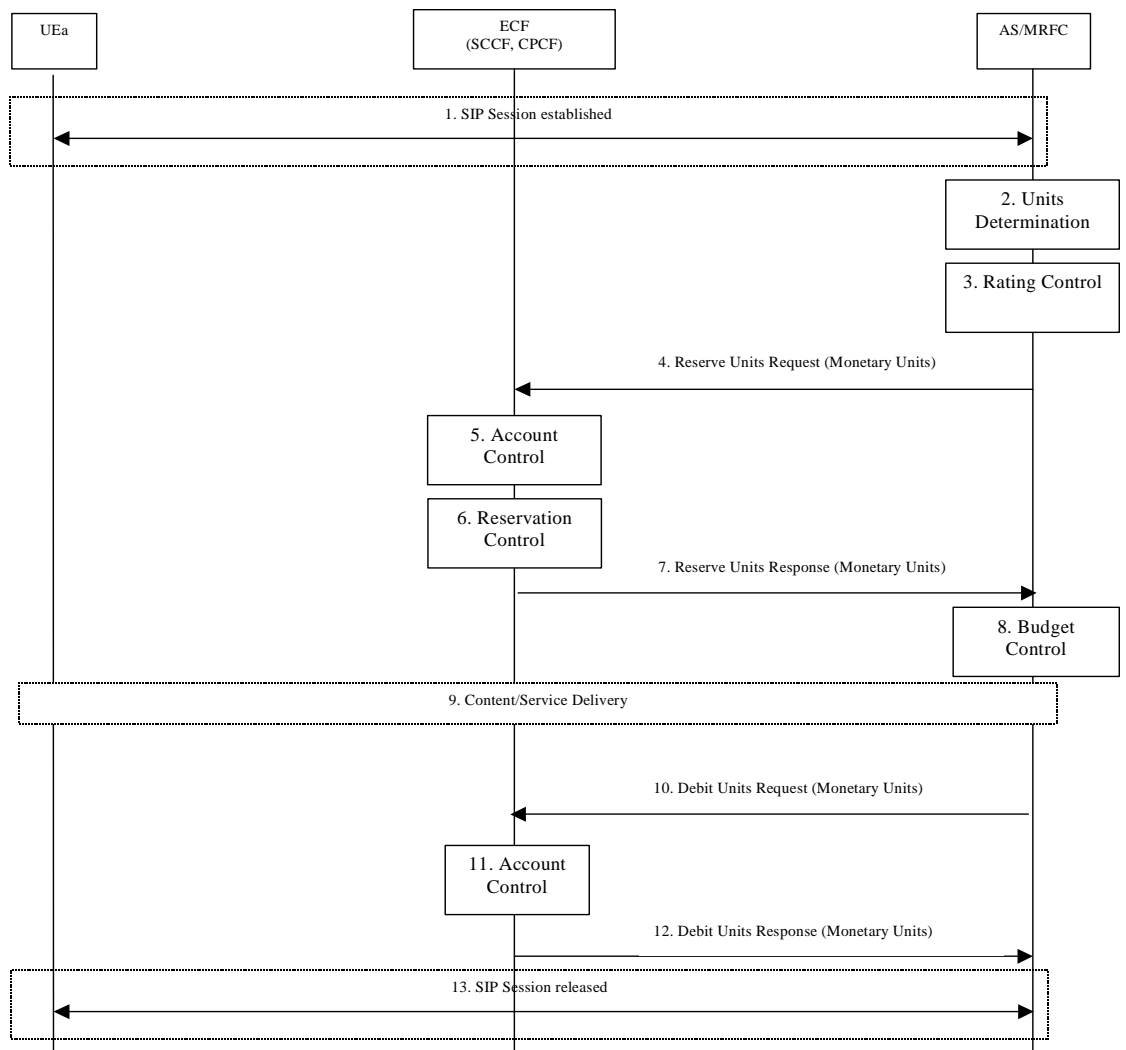 UEa
ECF
(SCCF, CPCF)
AS/MRFC
1. SIP Session established
2. Units
Determination
3. Rating Control
4. Reserve Units Request (Monetary Units)
5. Account
Control
6. Reservation
Control
7. Reserve Units Response (Monetary Units)
8. Budget
Control
9. Content/Service Delivery
10. Debit Units Request (Monetary Units)
11. Account
Control
12. Debit Units Response (Monetary Units)
13. SIP Session released